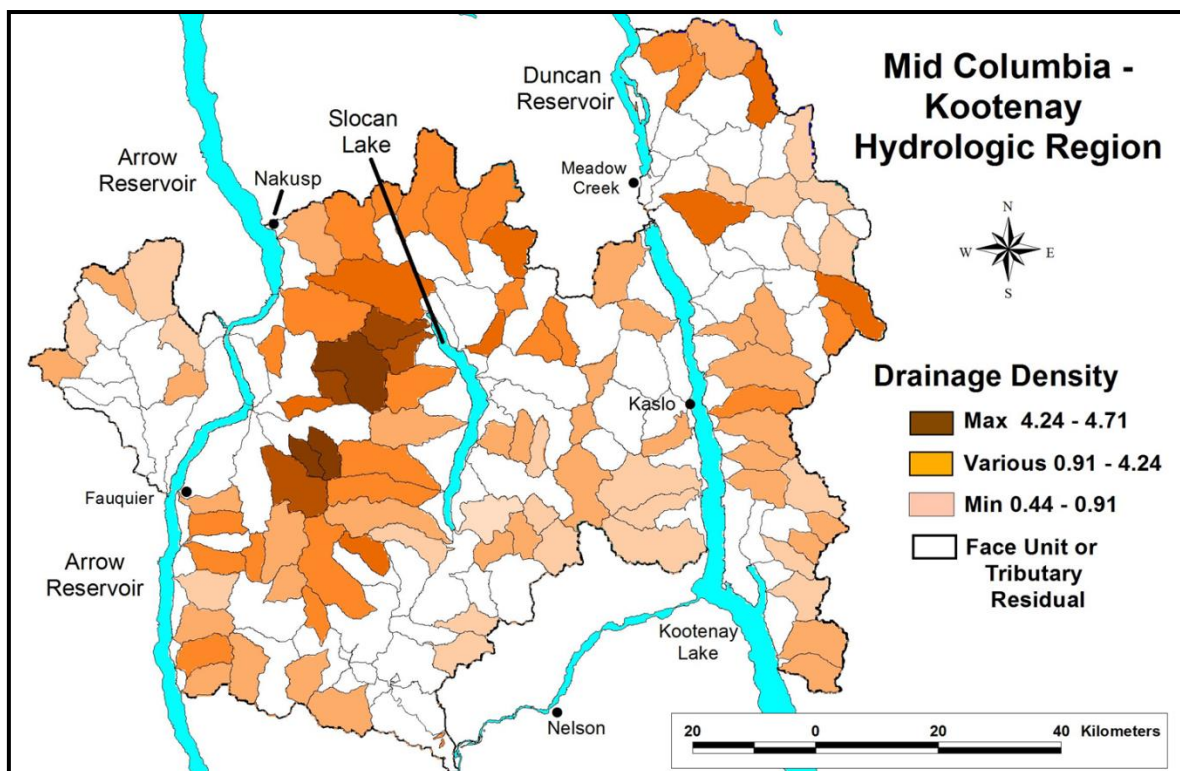 Mid Columbia -
Kootenay
Hydrologic Region
Duncan
Reservoir
Slocan
Lake
Arrow
Reservoir
Nakusp
Meadow
Creek
N
W E
S
Drainage Density
Max 4.24 - 4.71
Kaslo
Various 0.91 - 4.24
Fauquier
Min 0.44 - 0.91
Face Unit or
Tributary
Residual
Arrow
Reservoir
Kootenay
Lake
Nelson
20 0 20 40 Kilometers